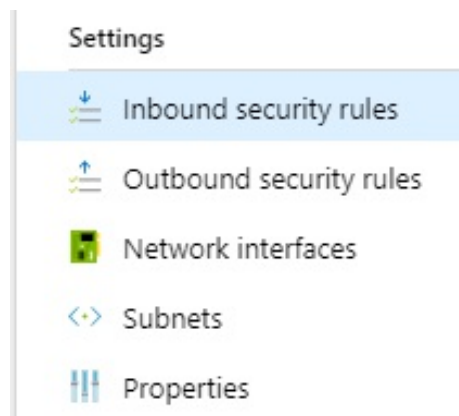 Settings
Inbound security rules
Outbound security rules
Network interfaces
Subnets
Properties